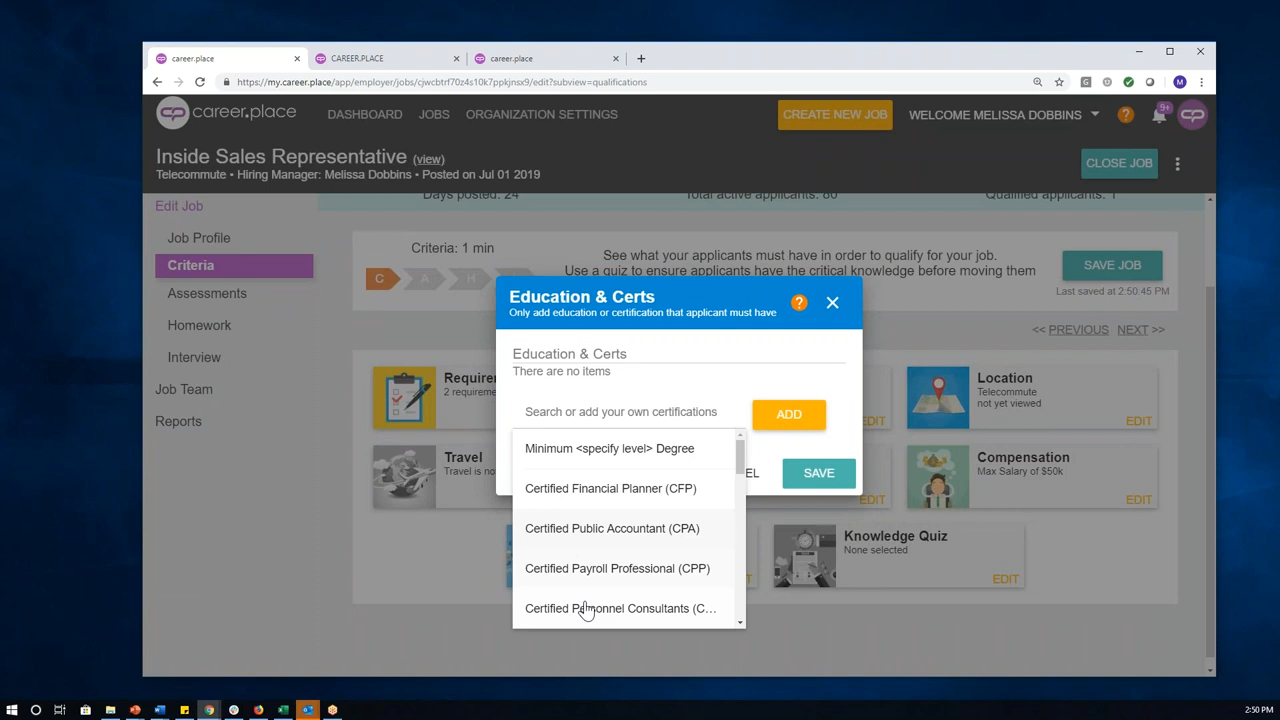 career.place
CAREER.PLACE
career.place
https://my.career.place/app/employer/jobs/cjwcbtrf70z4s10k7ppkjnsx9/edit?subview=qualifications
M
cp career.place
DASHBOARD
JOBS
ORGANIZATION SETTINGS
CREATE NEW JOB
WELCOME MELISSA DOBBINS
?
9+
cp
Inside Sales Representative (view)
Telecommute • Hiring Manager: Melissa Dobbins • Posted on Jul 01 2019
CLOSE JOB
Edit Job
Job Profile
Criteria
Assessments
Homework
Interview
Job Team
Reports
Days posted: 24
Total active applicants: 80
Qualified applicants: 1
Criteria: 1 min
C A H
See what your applicants must have in order to qualify for your job.
Use a quiz to ensure applicants have the critical knowledge before moving them
SAVE JOB
Last saved at 2:50:45 PM
<< PREVIOUS NEXT >>
Education & Certs
Only add education or certification that applicant must have
?
Education & Certs
There are no items
Search or add your own certifications
ADD
Minimum <specify level> Degree
Certified Financial Planner (CFP)
Certified Public Accountant (CPA)
Certified Payroll Professional (CPP)
Certified Personnel Consultants (C...
EL
SAVE
2 requireme
Travel
Travel is no
Location
Telecommute
not yet viewed
EDIT
Compensation
Max Salary of $50k
EDIT
Knowledge Quiz
None selected
EDIT
2:50 PM